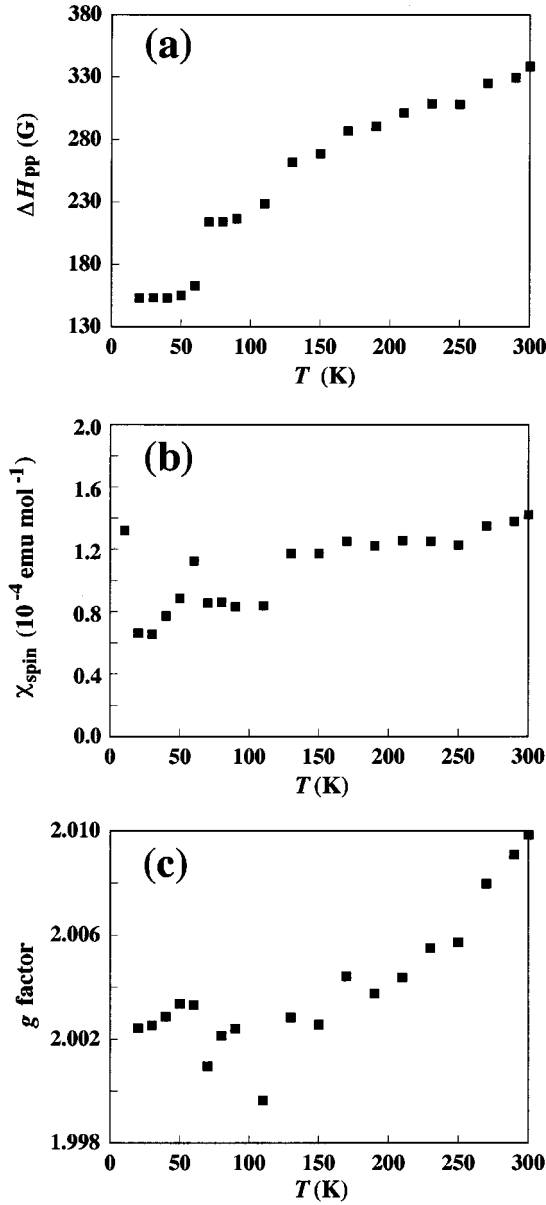 (a)
380
330
280
230
180
130
ΔHpp (G)
0 50 100 150 200 250 300
T (K)
(b)
2.0
1.6
1.2
0.8
0.4
0.0
χspin (10⁻⁴ emu mol⁻¹)
0 50 100 150 200 250 300
T (K)
(c)
2.010
2.006
2.002
1.998
g factor
0 50 100 150 200 250 300
T (K)